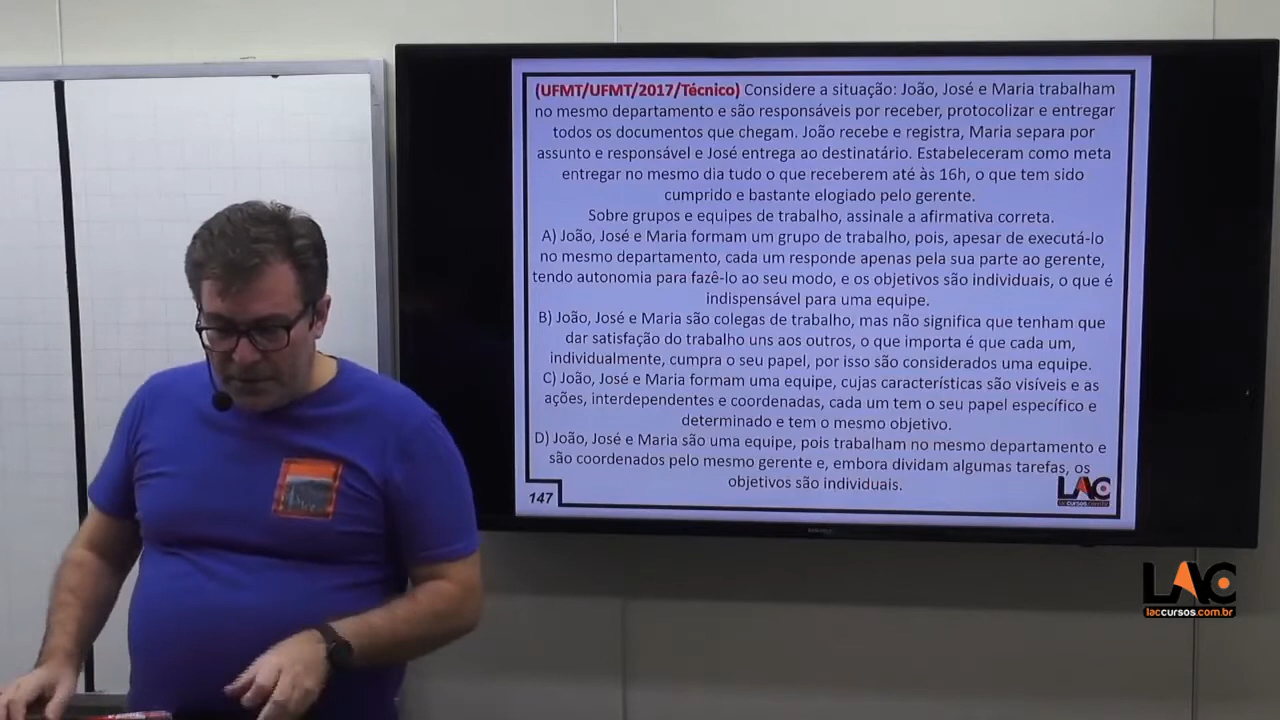 (UFMT/UFMT/2017/Técnico) Considere a situação: João, José e Maria trabalham
no mesmo departamento e são responsáveis por receber, protocolizar e entregar
todos os documentos que chegam. João recebe e registra, Maria separa por
assunto e responsável e José entrega ao destinatário. Estabeleceram como meta
entregar no mesmo dia tudo o que receberem até às 16h, o que tem sido
cumprido e bastante elogiado pelo gerente.
Sobre grupos e equipes de trabalho, assinale a afirmativa correta.
A) João, José e Maria formam um grupo de trabalho, pois, apesar de executá-lo
no mesmo departamento, cada um responde apenas pela sua parte ao gerente,
tendo autonomia para fazê-lo ao seu modo, e os objetivos são individuais, o que é
indispensável para uma equipe.
B) João, José e Maria são colegas de trabalho, mas não significa que tenham que
dar satisfação do trabalho uns aos outros, o que importa é que cada um,
individualmente, cumpra o seu papel, por isso são considerados uma equipe.
C) João, José e Maria formam uma equipe, cujas características são visíveis e as
ações, interdependentes e coordenadas, cada um tem o seu papel específico e
determinado e tem o mesmo objetivo.
D) João, José e Maria são uma equipe, pois trabalham no mesmo departamento e
são coordenados pelo mesmo gerente e, embora dividam algumas tarefas, os
objetivos são individuais.
147
LAC
laccursos.com.br
LAC
laccursos.com.br